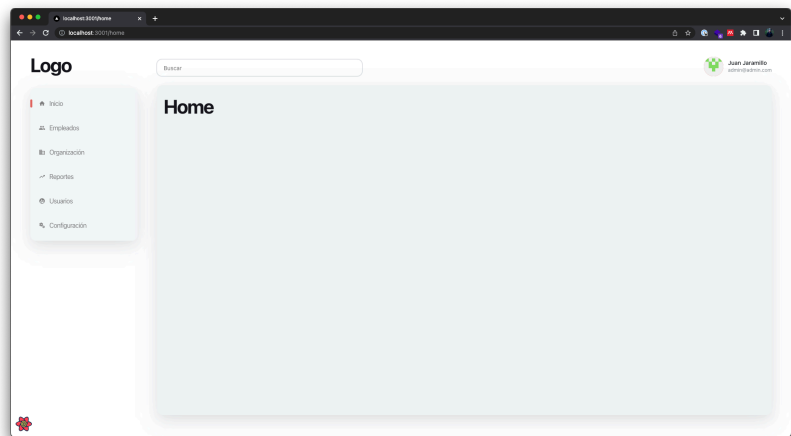 localhost:3001/home
localhost:3001/home
Logo
Buscar
Juan Jaramillo
admin@admin.com
Inicio
Empleados
Organización
Reportes
Usuarios
Configuración
Home